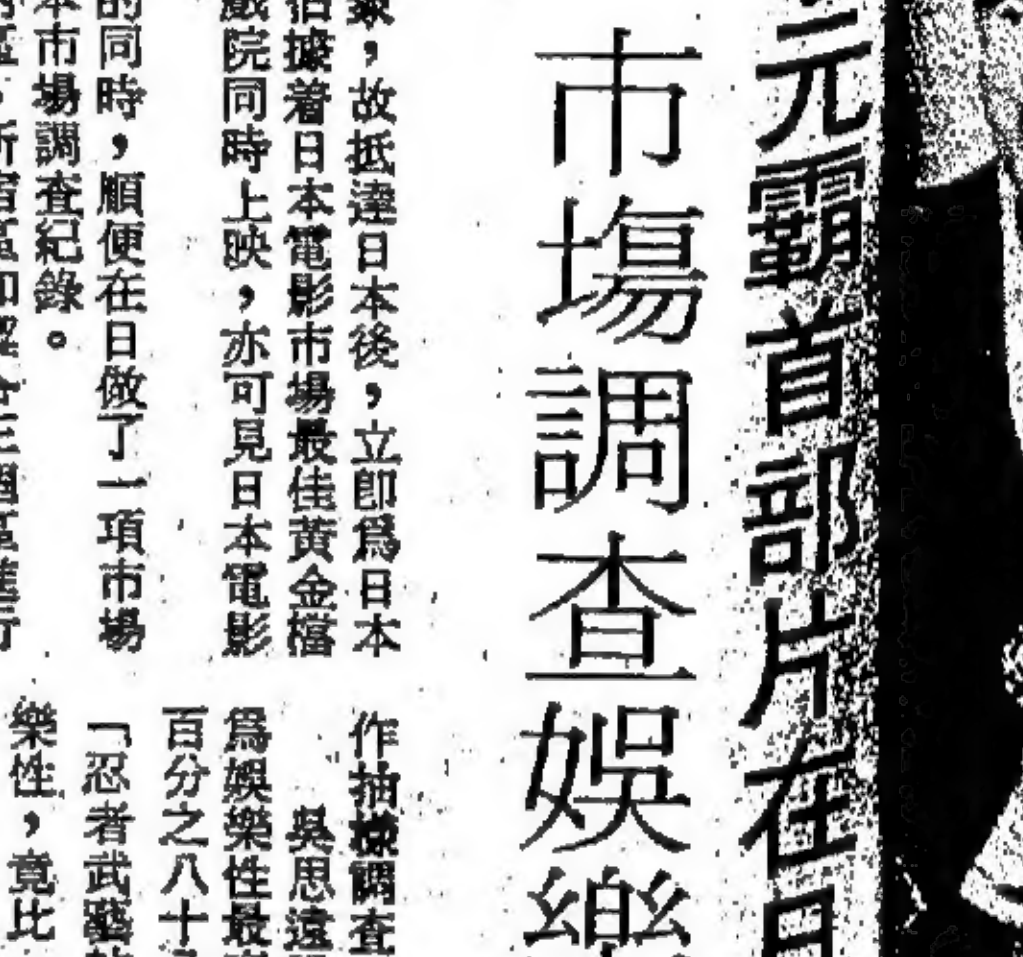 元霸首部片在日
市場調查娛樂
故抵達日本後，立即爲日本
據着日本電影市場最佳黃金檔
戲院同時上映，亦可見日本電影
的同時，順便在日做了一項市場
本市場調查紀錄。
作抽樣調查
吳思遠
爲娛樂性最
百分之八十
「忍者武藝
樂性，竟比